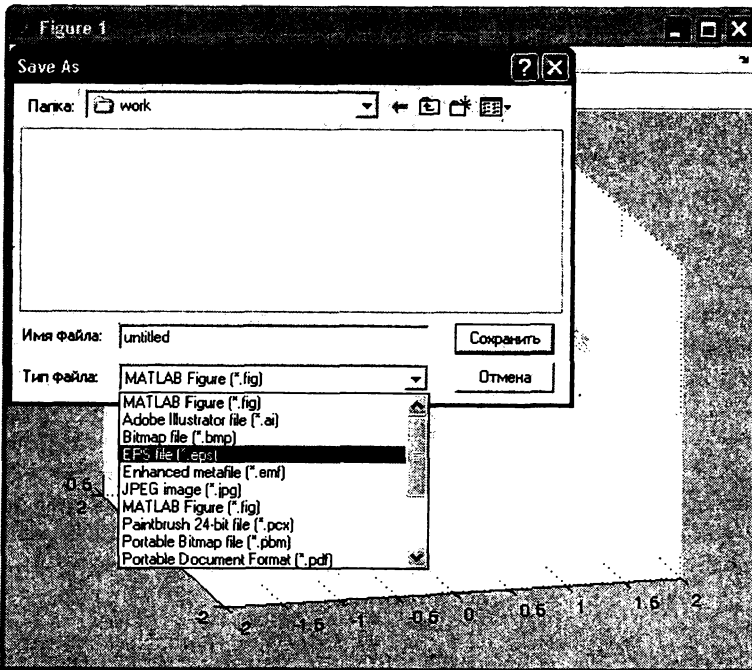 Figure 1
Save As
Папка: work
Имя файла: untitled
Сохранить
Тип файла: MATLAB Figure (*.fig)
Отмена
MATLAB Figure (*.fig)
Adobe Illustrator file (*.ai)
Bitmap file (*.bmp)
EPS file (*.eps)
Enhanced metafile (*.emf)
JPEG image (*.jpg)
MATLAB Figure (*.fig)
Paintbrush 24-bit file (*.pcx)
Portable Bitmap file (*.pbm)
Portable Document Format (*.pdf)
-0.5
-2
-2 -1.5 -1 -0.5 0 0.5 1 1.5 2